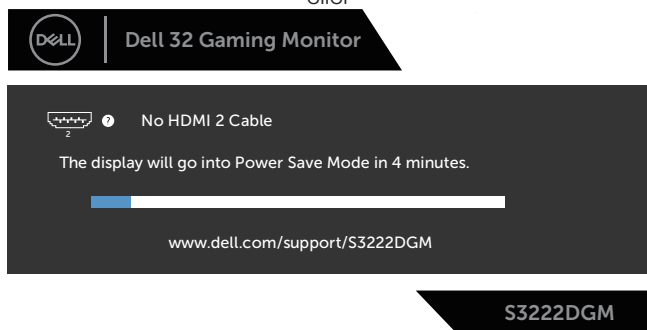 DELL
Dell 32 Gaming Monitor
2
? No HDMI 2 Cable
The display will go into Power Save Mode in 4 minutes.
www.dell.com/support/S3222DGM
S3222DGM